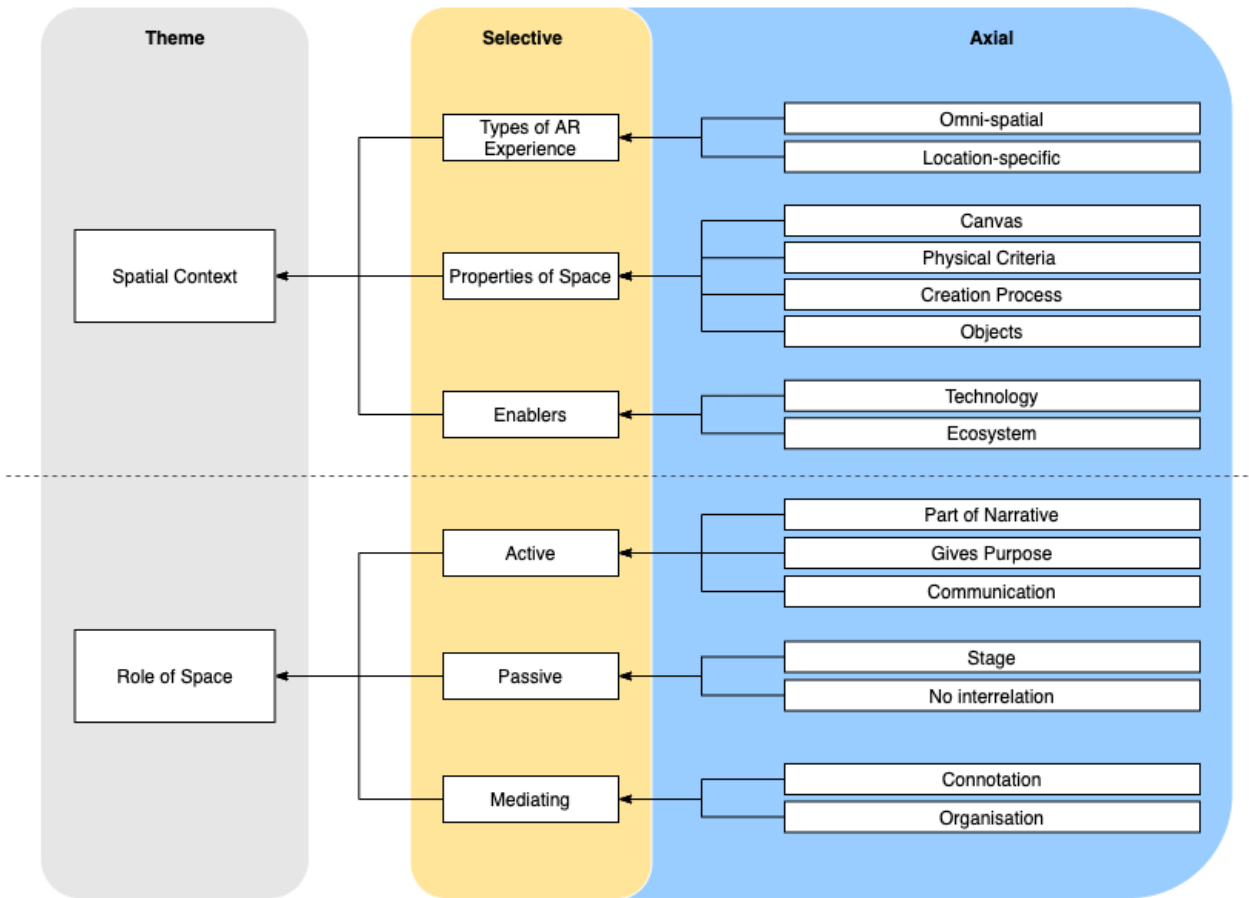 Theme
Selective
Axial
Types of AR
Experience
Omni-spatial
Location-specific
Spatial Context
Properties of Space
Canvas
Physical Criteria
Creation Process
Objects
Enablers
Technology
Ecosystem
Role of Space
Active
Part of Narrative
Gives Purpose
Communication
Passive
Stage
No interrelation
Mediating
Connotation
Organisation